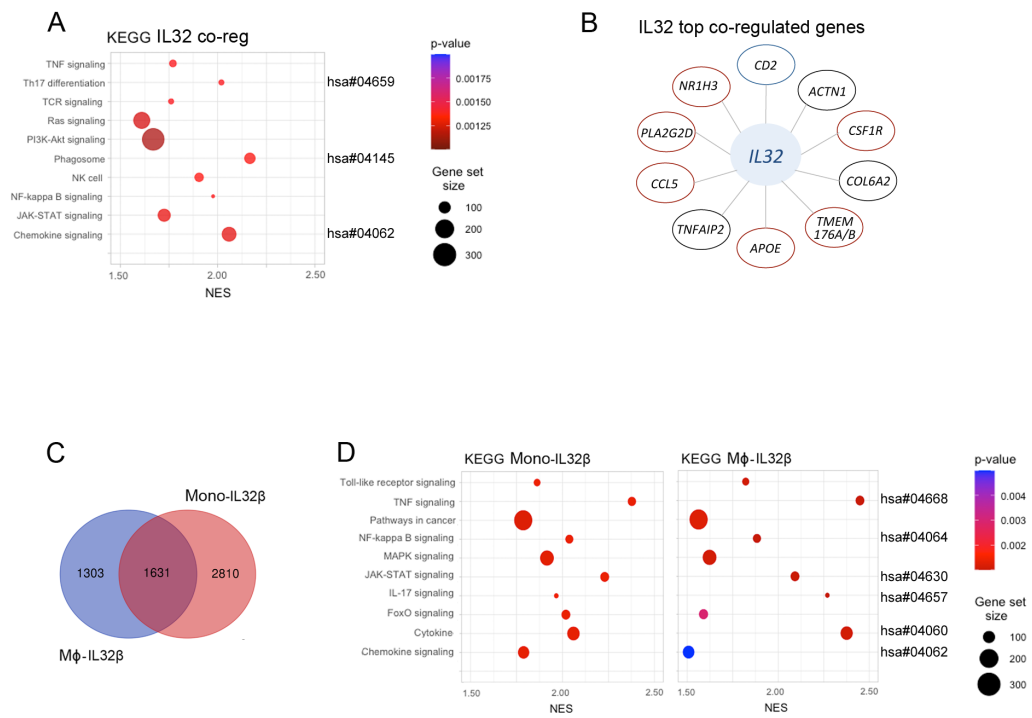 A
KEGG IL32 co-reg
TNF signaling
Th17 differentiation
TCR signaling
Ras signaling
PI3K-Akt signaling
Phagosome
NK cell
NF-kappa B signaling
JAK-STAT signaling
Chemokine signaling
hsa#04659
hsa#04145
hsa#04062
1.50 2.00 2.50
NES
p-value
0.00175
0.00150
0.00125
Gene set
size
100
200
300
B
IL32 top co-regulated genes
CD2
NR1H3
ACTN1
PLA2G2D
CSF1R
IL32
CCL5
COL6A2
TNFAIP2
TMEM
176A/B
APOE
C
Mono-IL32β
1303 1631 2810
Mϕ-IL32β
D
KEGG Mono-IL32β
KEGG Mϕ-IL32β
Toll-like receptor signaling
TNF signaling
Pathways in cancer
NF-kappa B signaling
MAPK signaling
JAK-STAT signaling
IL-17 signaling
FoxO signaling
Cytokine
Chemokine signaling
hsa#04668
hsa#04064
hsa#04630
hsa#04657
hsa#04060
hsa#04062
1.50 2.00 2.50
NES
1.50 2.00 2.50
NES
p-value
0.004
0.003
0.002
Gene set
size
100
200
300